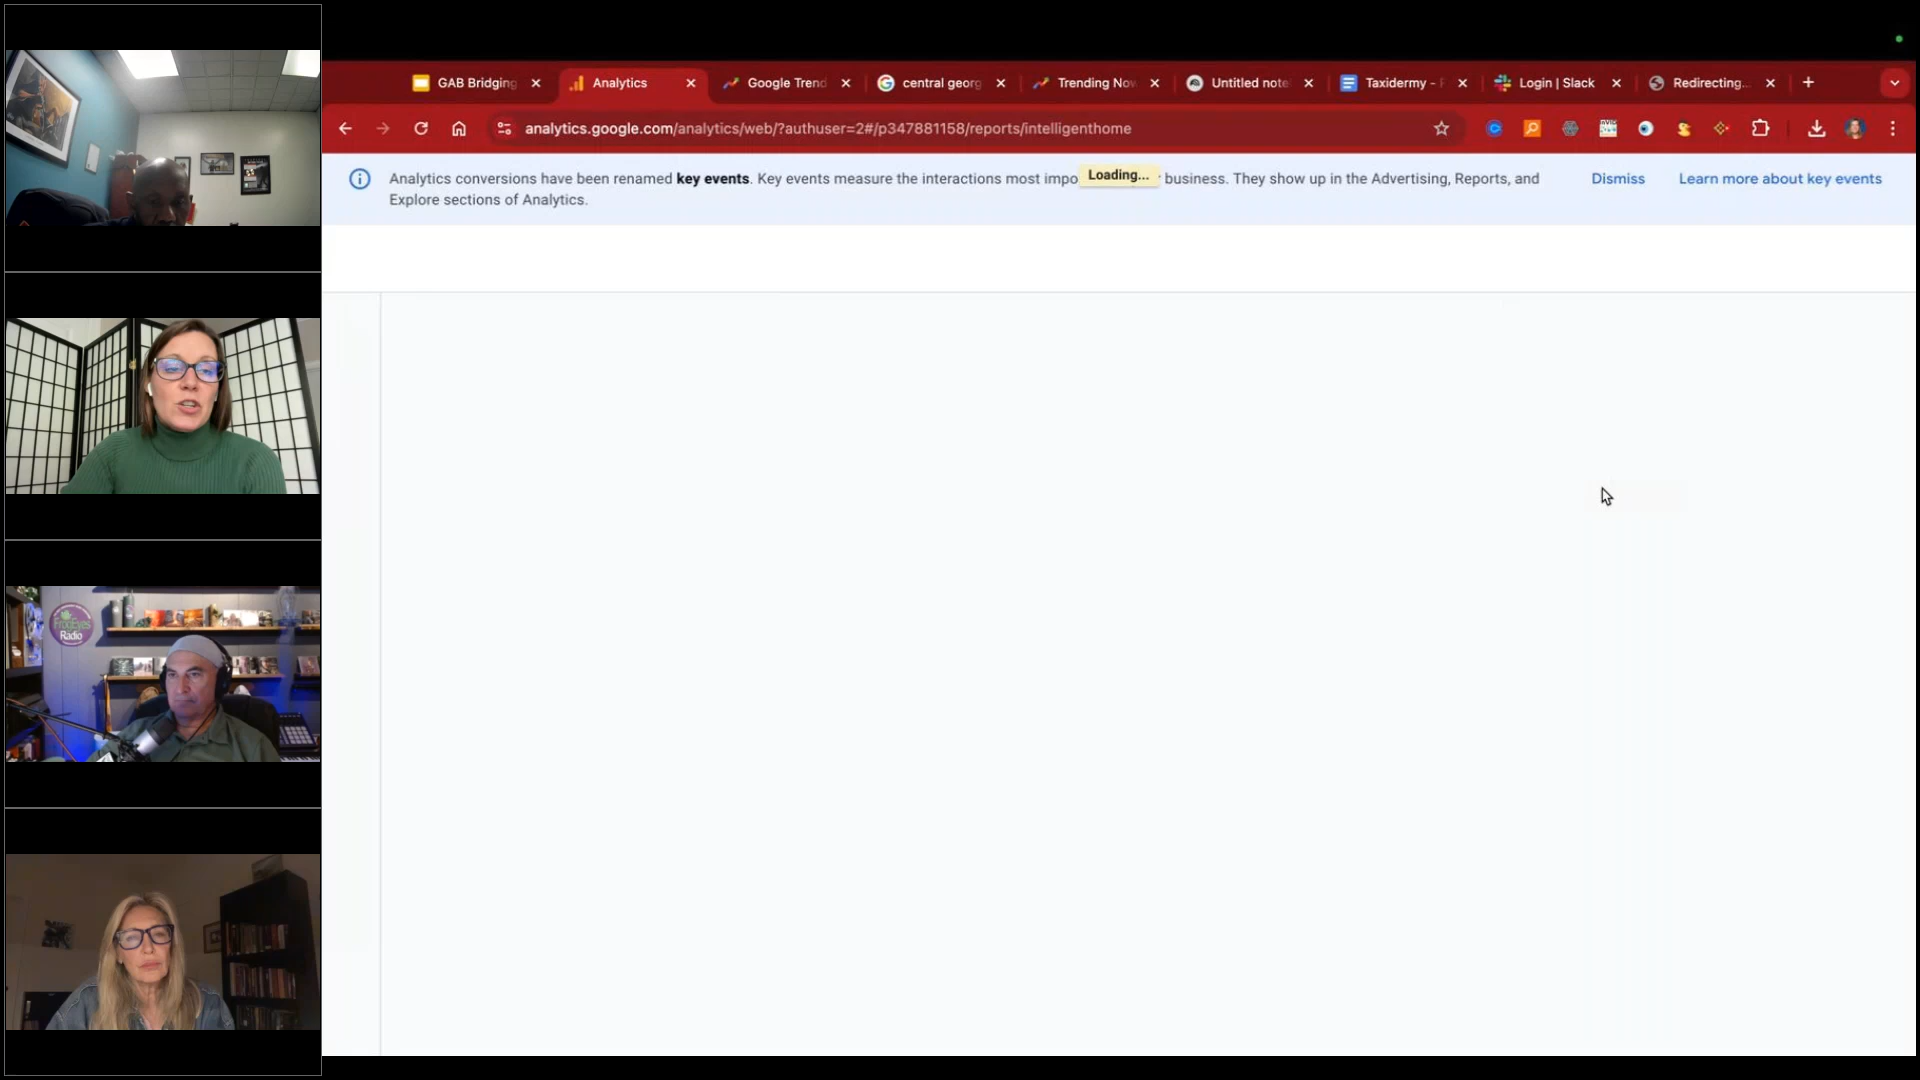 GAB Bridging
Analytics
Google Trend
central georg
Trending Now
Untitled note
Taxidermy -
Login | Slack
Redirecting...
analytics.google.com/analytics/web/?authuser=2#/p347881158/reports/intelligenthome
Analytics conversions have been renamed key events. Key events measure the interactions most impo
Loading...
business. They show up in the Advertising, Reports, and
Explore sections of Analytics.
Dismiss
Learn more about key events
FrogEyes
Radio